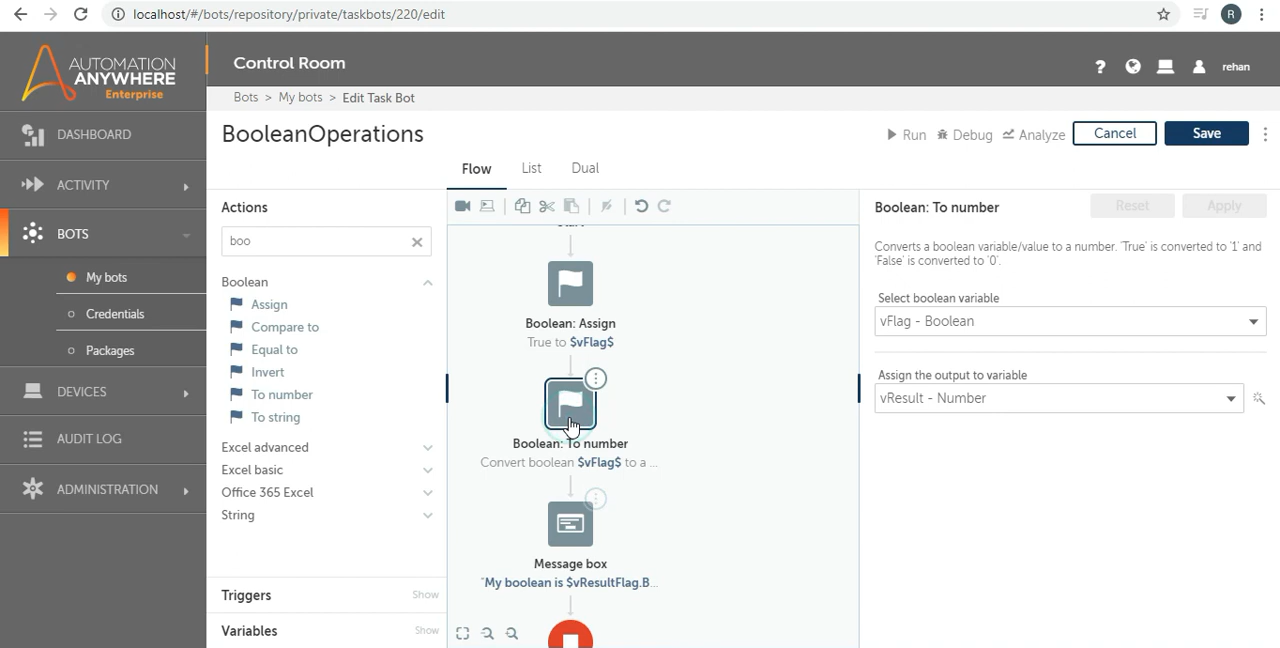 localhost/#/bots/repository/private/taskbots/220/edit
R
AUTOMATION
ANYWHERE
Enterprise
Control Room
?
rehan
Bots > My bots > Edit Task Bot
DASHBOARD
ACTIVITY
BOTS
My bots
Credentials
Packages
DEVICES
AUDIT LOG
ADMINISTRATION
BooleanOperations
Run
Debug
Analyze
Cancel
Save
Flow
List
Dual
Actions
boo
Boolean
Assign
Compare to
Equal to
Invert
To number
To string
Excel advanced
Excel basic
Office 365 Excel
String
Triggers
Show
Variables
Show
Start
Boolean: Assign
True to $vFlag$
Boolean: To number
Convert boolean $vFlag$ to a ...
Message box
"My boolean is $vResultFlag.B...
Boolean: To number
Reset
Apply
Converts a boolean variable/value to a number. 'True' is converted to '1' and
'False' is converted to '0'.
Select boolean variable
vFlag - Boolean
Assign the output to variable
vResult - Number